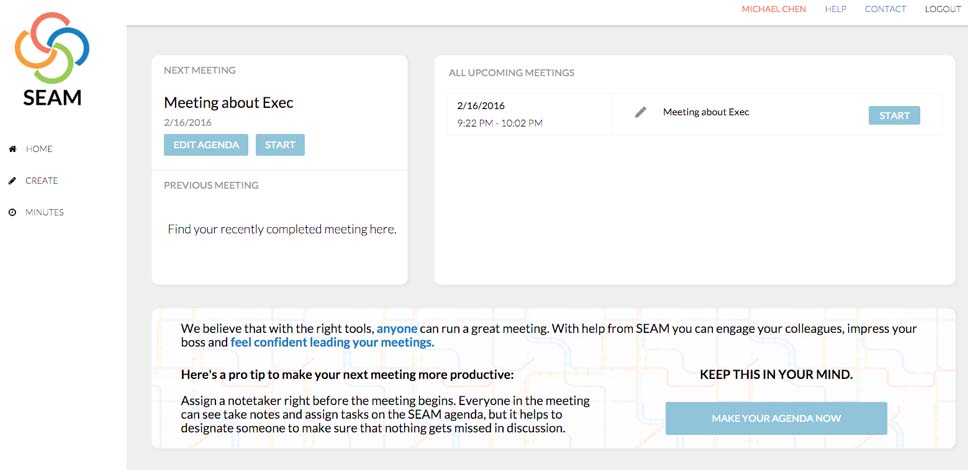 MICHAEL CHEN HELP CONTACT LOGOUT
SEAM
HOME
CREATE
MINUTES
NEXT MEETING
Meeting about Exec
2/16/2016
EDIT AGENDA START
PREVIOUS MEETING
Find your recently completed meeting here.
ALL UPCOMING MEETINGS
2/16/2016
9:22 PM - 10:02 PM
Meeting about Exec
START
We believe that with the right tools, anyone can run a great meeting. With help from SEAM you can engage your colleagues, impress your
boss and feel confident leading your meetings.
Here's a pro tip to make your next meeting more productive:
Assign a notetaker right before the meeting begins. Everyone in the meeting
can see take notes and assign tasks on the SEAM agenda, but it helps to
designate someone to make sure that nothing gets missed in discussion.
KEEP THIS IN YOUR MIND.
MAKE YOUR AGENDA NOW